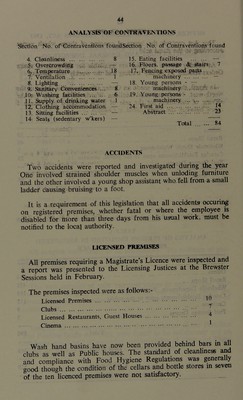 44
ANALYSIS OF CONTRAVENTIONS
Section No. of Contraventions found Section No. of Contraventions found
4. Cleanliness 8 15. Eating facilities —
5. Overcrowding — 16. Floors, passage & stairs 7
6. Temperature 18 17. Fencing exposed parts
7. Ventilation — machinery —
8. Lighting — 18. Young persons -
9. Sanitary Conveniences 8 machinery —
10. Washing facilities 6 19. Young persons -
11. Supply of drinking water 1 machinery —
12. Clothing accommodation — 24. First aid 14
13. Sitting facilities — Abstract 23
14. Seats (sedentary w'kers)
Total 84
ACCIDENTS
Two accidents were reported and investigated during the year
One involved strained shoulder muscles when unloding furniture
and the other involved a young shop assistant who fell from a small
ladder causing bruising to a foot.
It is a requirement of this legislation that all accidents occuring
on registered premises, whether fatal or where the employee is
disabled for more than three days from his usual work, must be
notified to the local authority.
LICENSED PREMISES
All premises requiring a Magistrate's Licence were inspected and
a report was presented to the Licensing Justices at the Brewster
Sessions held in February.
The premises inspected were as follows:-
Licensed Premises 10
Clubs 7
Licensed Restaurants, Guest Houses 4
Cinema 1
Wash hand basins have now been provided behind bars in all
clubs as well as Public houses. The standard of cleanliness and
and compliance with Food Hygiene Regulations was generally
good though the condition of the cellars and bottle stores in seven
of the ten licenced premises were not satisfactory.